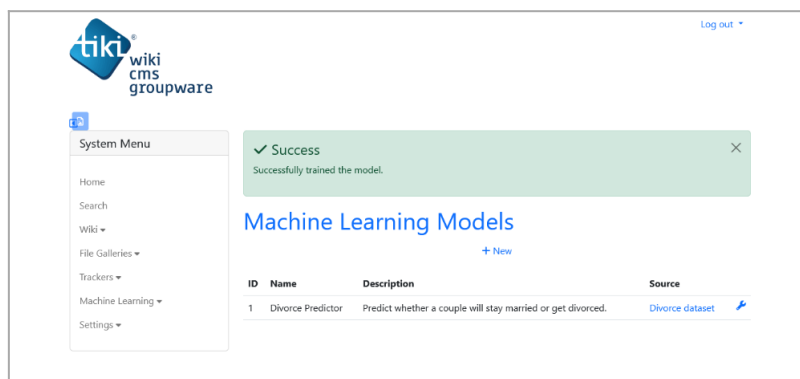 Log out
tiki
wiki
cms
groupware
System Menu
Home
Search
Wiki
File Galleries
Trackers
Machine Learning
Settings
Success
Successfully trained the model.
Machine Learning Models
+ New
ID Name Description Source
1 Divorce Predictor Predict whether a couple will stay married or get divorced. Divorce dataset